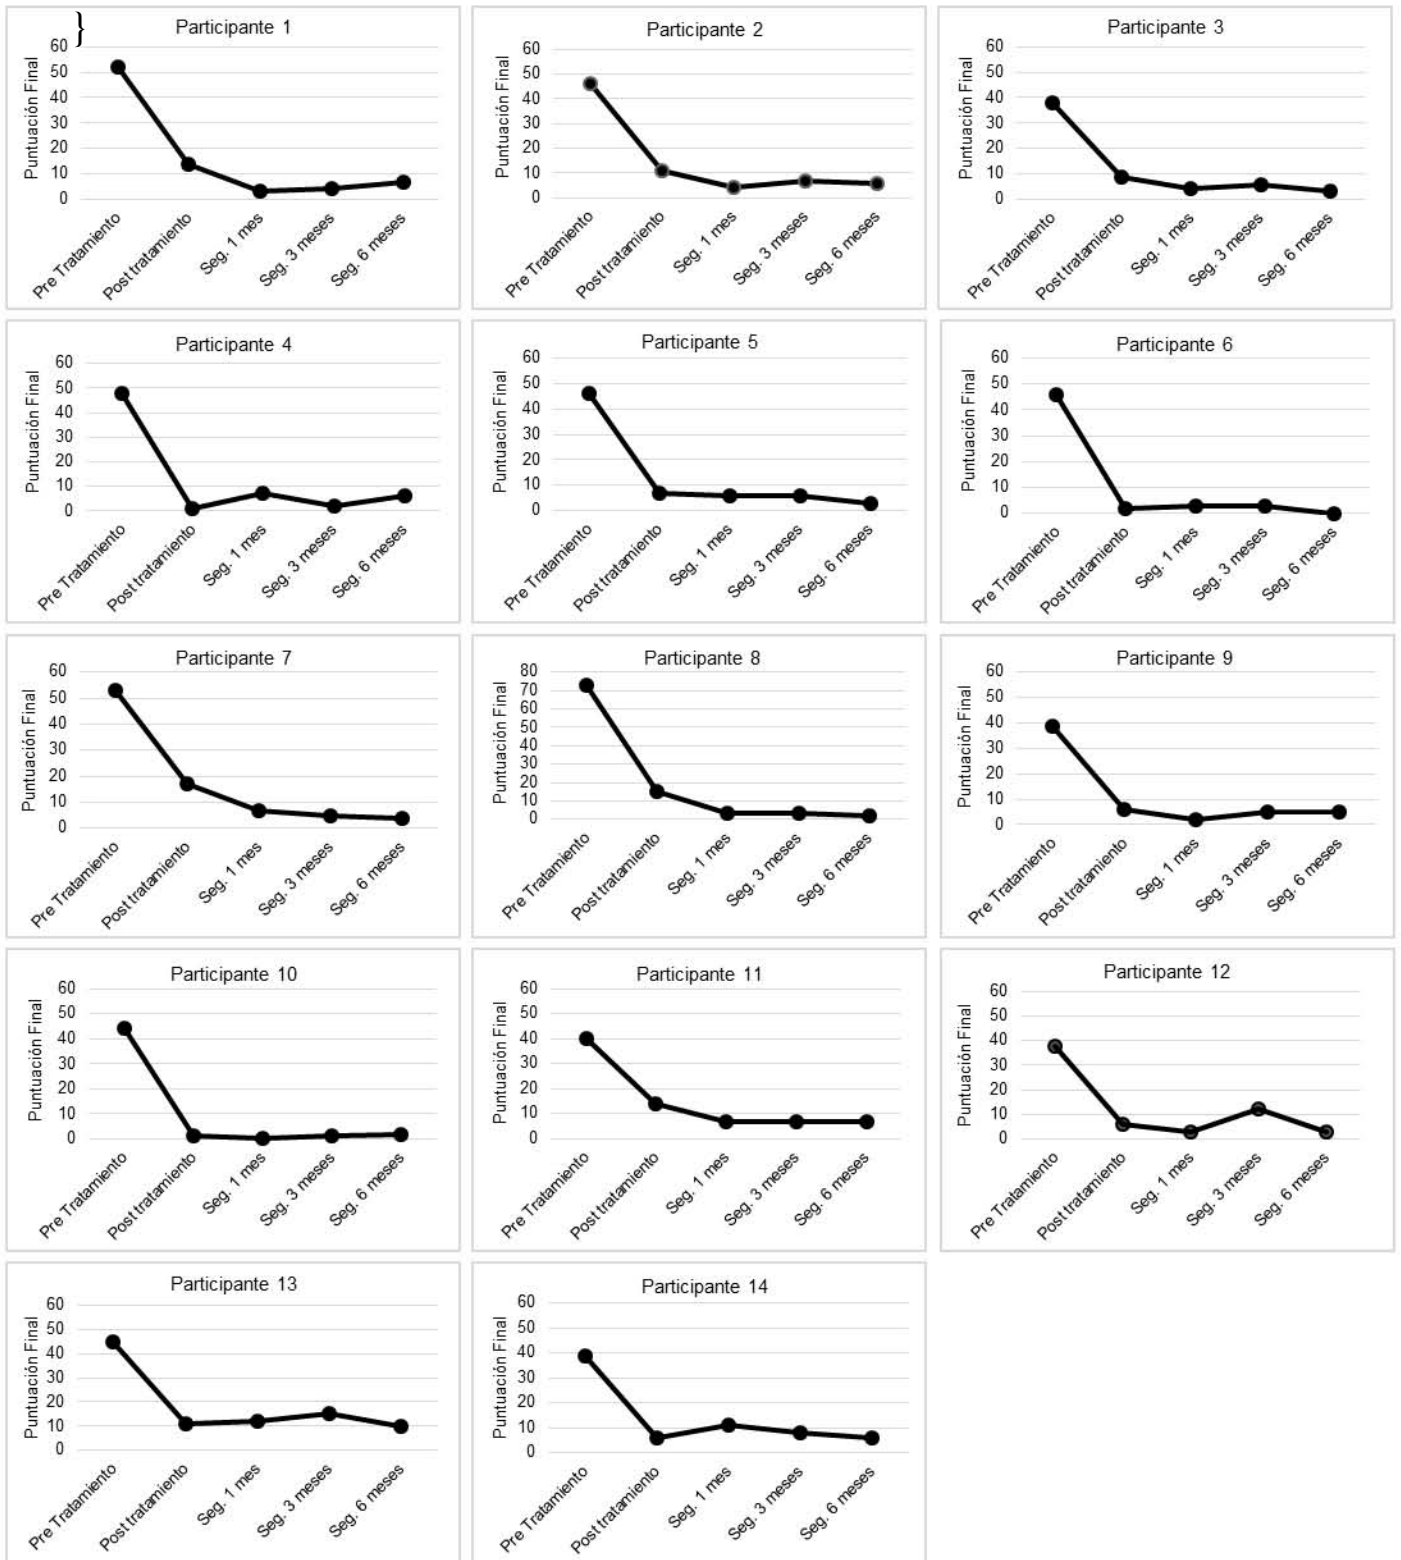 }
Participante 1
Puntuación Final
60
50
40
30
20
10
0
Pre Tratamiento
Post tratamiento
Seg. 1 mes
Seg. 3 meses
Seg. 6 meses
Participante 2
Puntuación Final
60
50
40
30
20
10
0
Pre Tratamiento
Post tratamiento
Seg. 1 mes
Seg. 3 meses
Seg. 6 meses
Participante 3
Puntuación Final
60
50
40
30
20
10
0
Pre Tratamiento
Post tratamiento
Seg. 1 mes
Seg. 3 meses
Seg. 6 meses
Participante 4
Puntuación Final
60
50
40
30
20
10
0
Pre Tratamiento
Post tratamiento
Seg. 1 mes
Seg. 3 meses
Seg. 6 meses
Participante 5
Puntuación Final
60
50
40
30
20
10
0
Pre Tratamiento
Post tratamiento
Seg. 1 mes
Seg. 3 meses
Seg. 6 meses
Participante 6
Puntuación Final
60
50
40
30
20
10
0
Pre Tratamiento
Post tratamiento
Seg. 1 mes
Seg. 3 meses
Seg. 6 meses
Participante 7
Puntuación Final
60
50
40
30
20
10
0
Pre Tratamiento
Post tratamiento
Seg. 1 mes
Seg. 3 meses
Seg. 6 meses
Participante 8
Puntuación Final
80
70
60
50
40
30
20
10
0
Pre Tratamiento
Post tratamiento
Seg. 1 mes
Seg. 3 meses
Seg. 6 meses
Participante 9
Puntuación Final
60
50
40
30
20
10
0
Pre Tratamiento
Post tratamiento
Seg. 1 mes
Seg. 3 meses
Seg. 6 meses
Participante 10
Puntuación Final
60
50
40
30
20
10
0
Pre Tratamiento
Post tratamiento
Seg. 1 mes
Seg. 3 meses
Seg. 6 meses
Participante 11
Puntuación Final
60
50
40
30
20
10
0
Pre Tratamiento
Post tratamiento
Seg. 1 mes
Seg. 3 meses
Seg. 6 meses
Participante 12
Puntuación Final
60
50
40
30
20
10
0
Pre Tratamiento
Post tratamiento
Seg. 1 mes
Seg. 3 meses
Seg. 6 meses
Participante 13
Puntuación Final
60
50
40
30
20
10
0
Pre Tratamiento
Post tratamiento
Seg. 1 mes
Seg. 3 meses
Seg. 6 meses
Participante 14
Puntuación Final
60
50
40
30
20
10
0
Pre Tratamiento
Post tratamiento
Seg. 1 mes
Seg. 3 meses
Seg. 6 meses